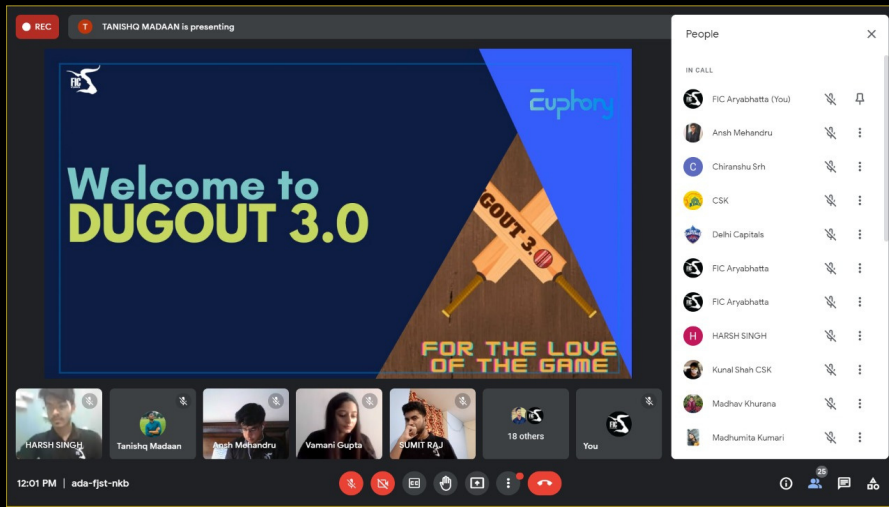 REC
T
TANISHQ MADAAN is presenting
FIC
Euphory
Welcome to
DUGOUT 3.0
GOUT 3.0
FOR THE LOVE
OF THE GAME
HARSH SINGH
Tanishq Madaan
Ansh Mehandru
Vamani Gupta
SUMIT RAJ
18 others
You
12:01 PM | ada-fjst-nkb
25
People
IN CALL
FIC Aryabhatta (You)
Ansh Mehandru
C
Chiranshu Srh
CSK
Delhi Capitals
FIC Aryabhatta
FIC Aryabhatta
H
HARSH SINGH
Kunal Shah CSK
Madhav Khurana
Madhumita Kumari